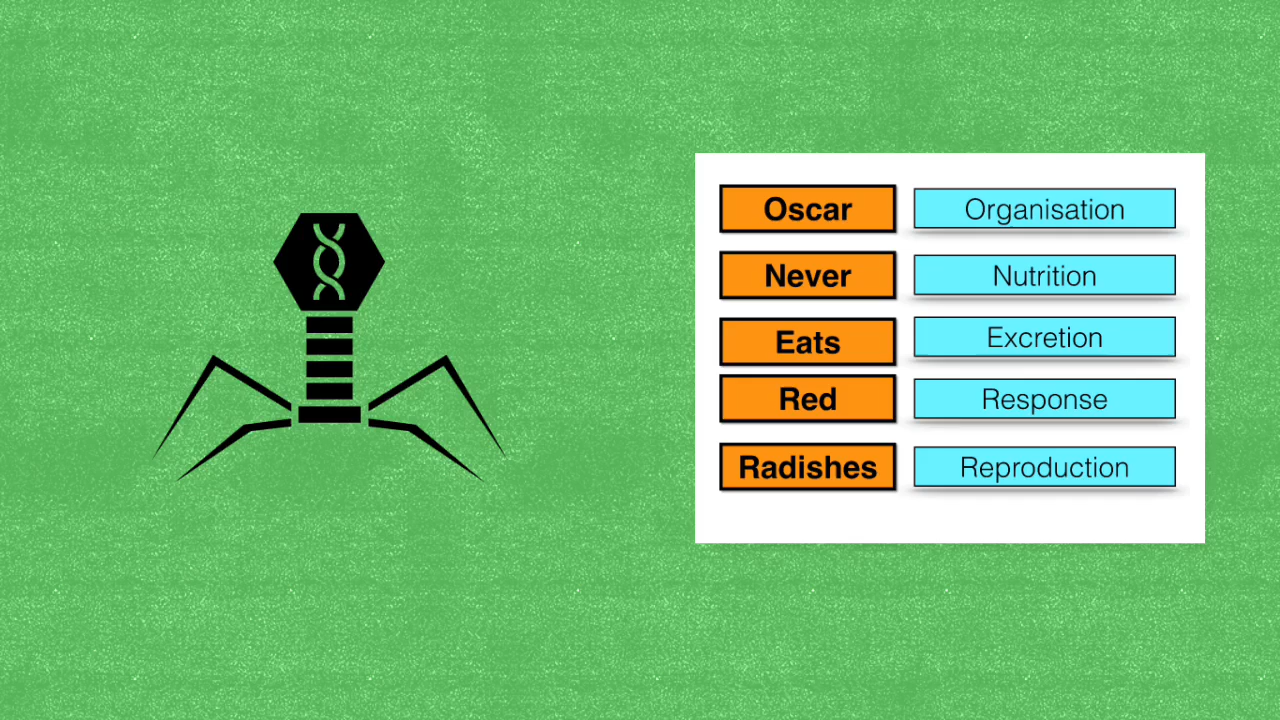 Oscar Organisation
Never Nutrition
Eats Excretion
Red Response
Radishes Reproduction